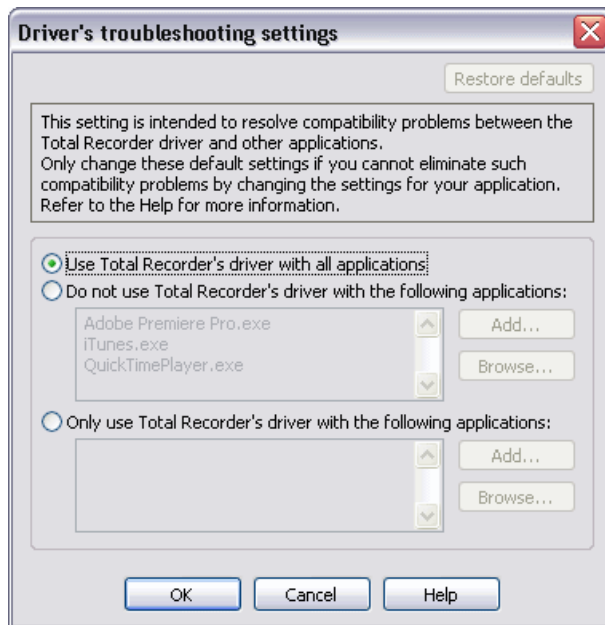 Driver's troubleshooting settings
Restore defaults
This setting is intended to resolve compatibility problems between the
Total Recorder driver and other applications.
Only change these default settings if you cannot eliminate such
compatibility problems by changing the settings for your application.
Refer to the Help for more information.
Use Total Recorder's driver with all applications
Do not use Total Recorder's driver with the following applications:
Adobe Premiere Pro.exe
iTunes.exe
QuickTimePlayer.exe
Add...
Browse...
Only use Total Recorder's driver with the following applications:
Add...
Browse...
OK
Cancel
Help